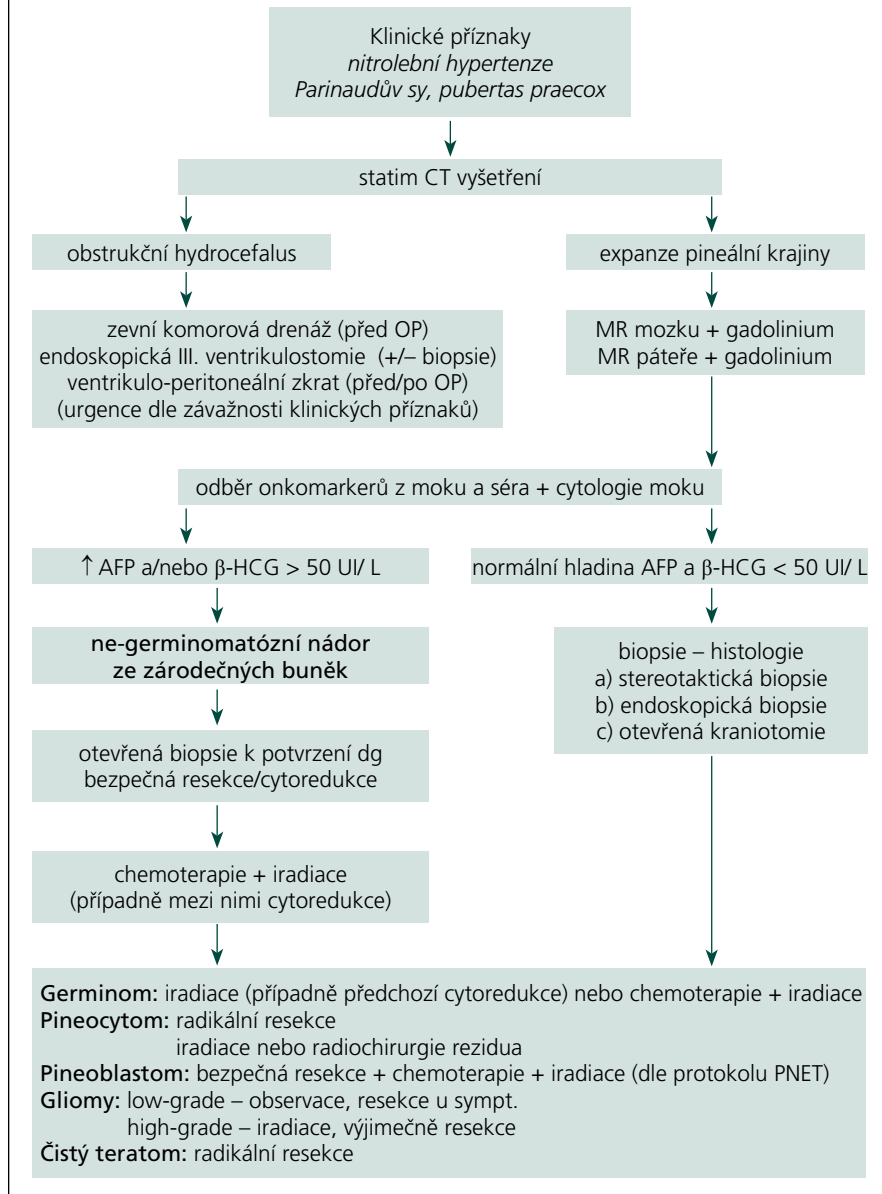 Klinické příznaky
nitrolební hypertenze
Parinaudův sy, pubertas praecox
statim CT vyšetření
obstrukční hydrocefalus
expanze pineální krajiny
zevní komorová drenáž (před OP)
endoskopická III. ventrikulostomie (+/– biopsie)
ventrikulo-peritoneální zkrat (před/po OP)
(urgence dle závažnosti klinických příznaků)
MR mozku + gadolinium
MR páteře + gadolinium
odběr onkomarkerů z moku a séra + cytologie moku
↑ AFP a/nebo β-HCG > 50 UI/ L
normální hladina AFP a β-HCG < 50 UI/ L
ne-germinomatózní nádor
ze zárodečných buněk
biopsie – histologie
a) stereotaktická biopsie
b) endoskopická biopsie
c) otevřená kraniotomie
otevřená biopsie k potvrzení dg
bezpečná resekce/cytoredukce
chemoterapie + iradiace
(případně mezi nimi cytoredukce)
Germinom: iradiace (případně předchozí cytoredukce) nebo chemoterapie + iradiace
Pineocytom: radikální resekce
iradiace nebo radiochirurgie rezidua
Pineoblastom: bezpečná resekce + chemoterapie + iradiace (dle protokolu PNET)
Gliomy: low-grade – observace, resekce u sympt.
high-grade – iradiace, výjimečně resekce
Čistý teratom: radikální resekce